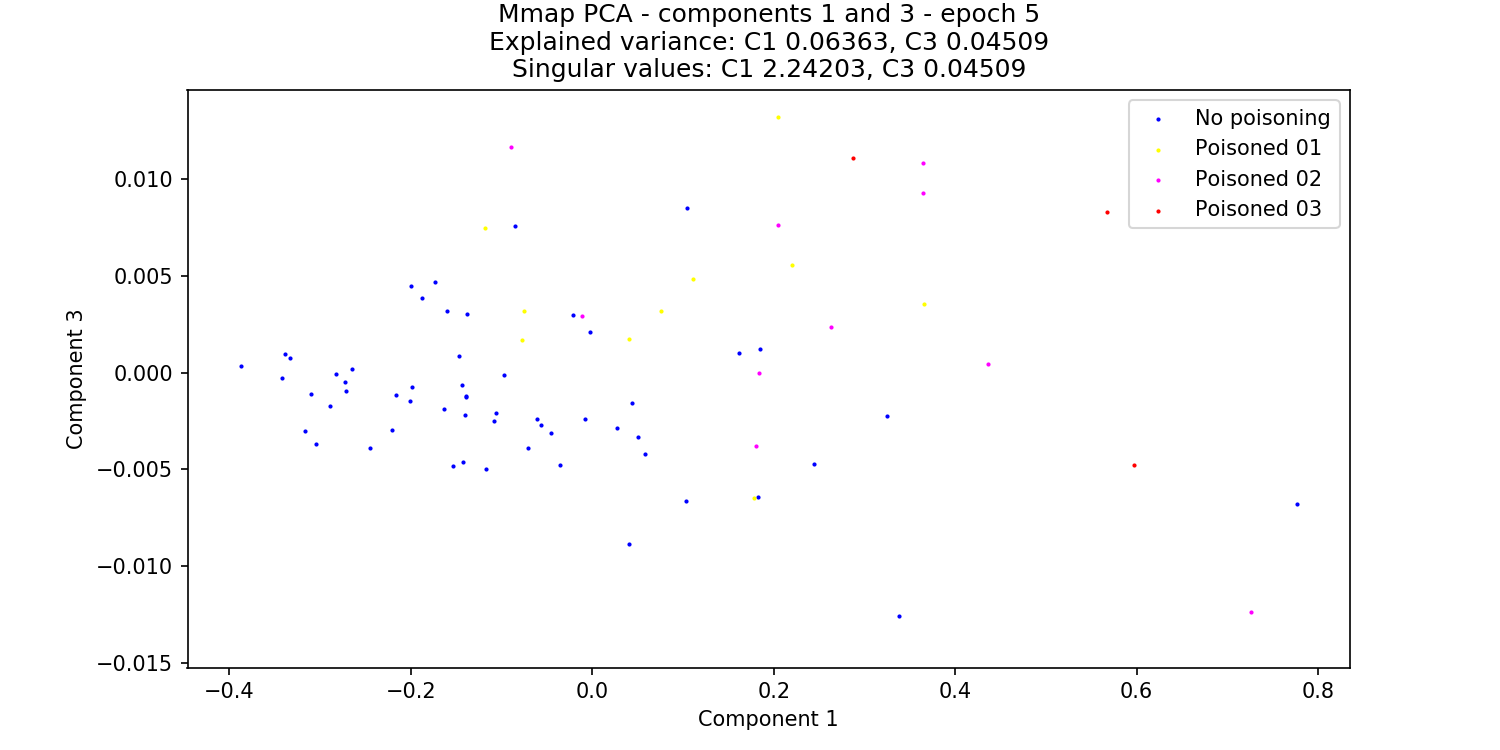 Mmap PCA - components 1 and 3 - epoch 5
Explained variance: C1 0.06363, C3 0.04509
Singular values: C1 2.24203, C3 0.04509
No poisoning
Poisoned 01
Poisoned 02
Poisoned 03
0.010
0.005
0.000
−0.005
−0.010
−0.015
Component 3
−0.4
−0.2
0.0
0.2
0.4
0.6
0.8
Component 1